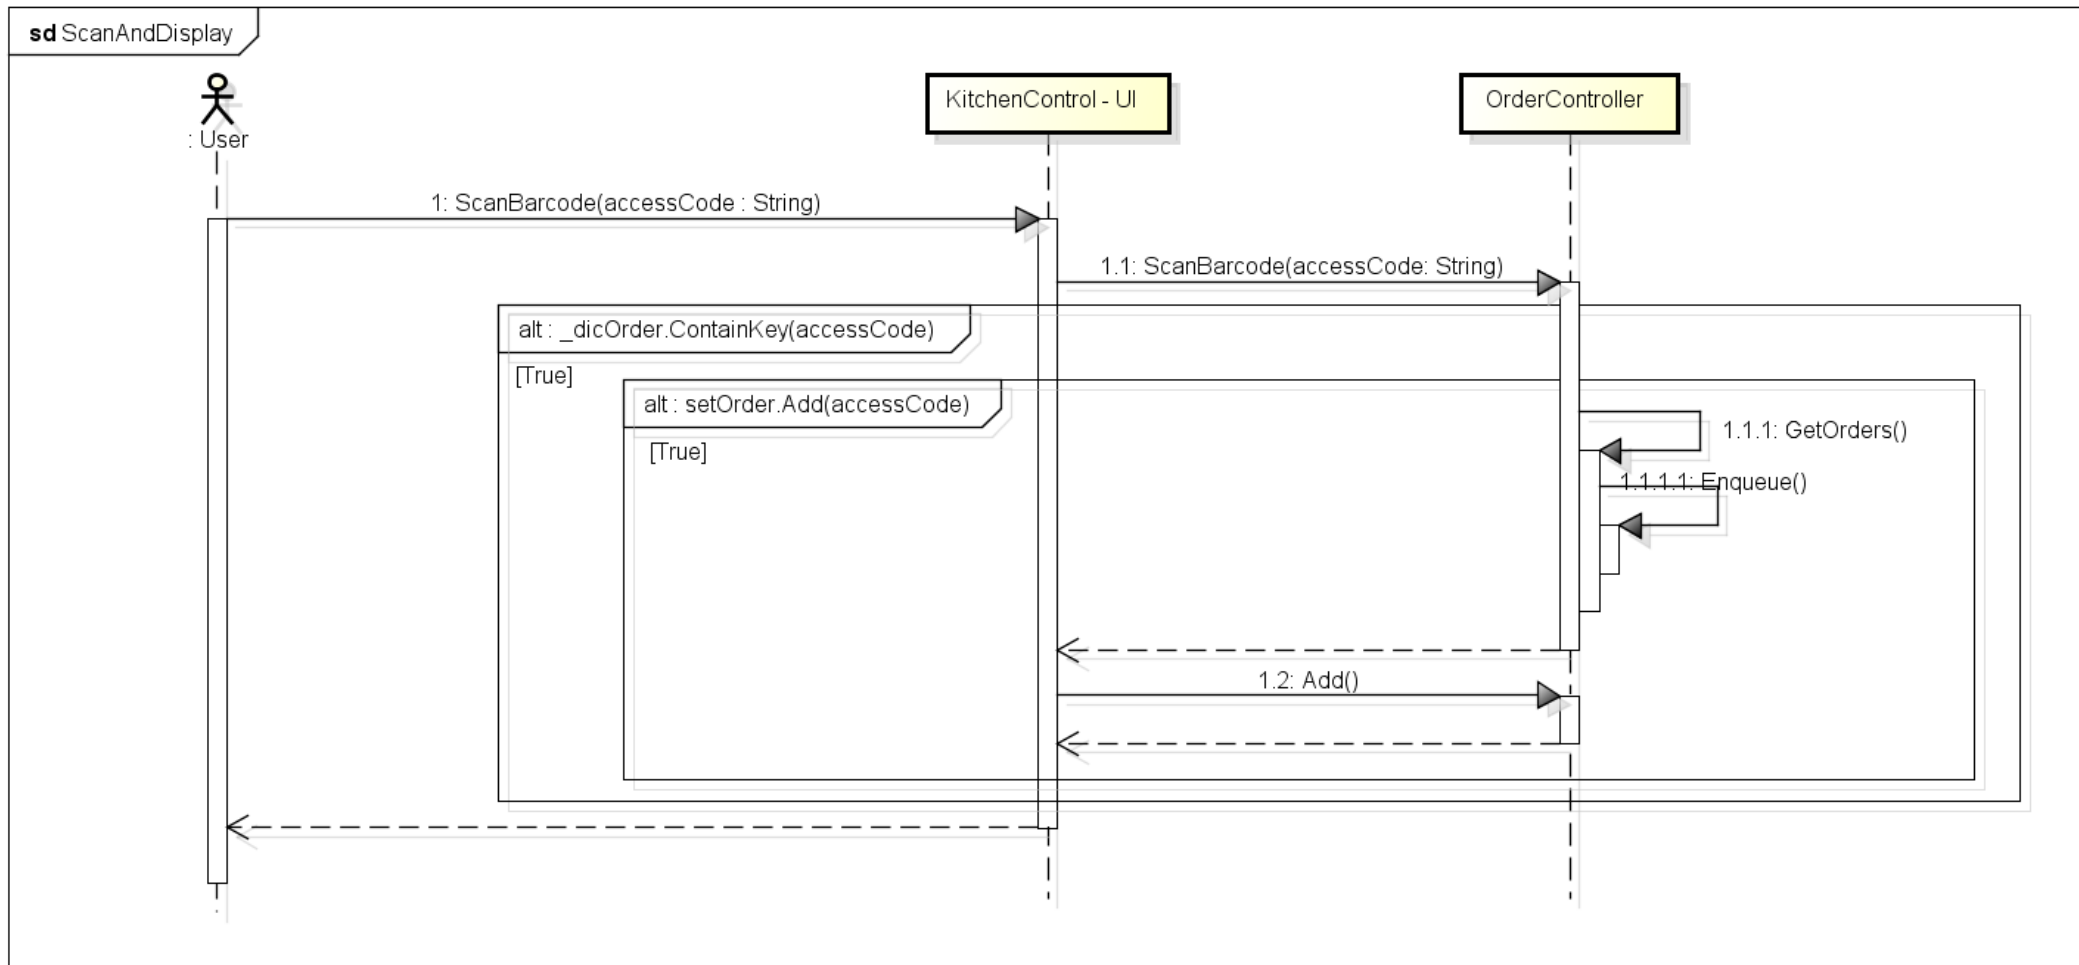 sd ScanAndDisplay
: User
KitchenControl - UI
OrderController
1: ScanBarcode(accessCode : String)
1.1: ScanBarcode(accessCode: String)
alt : _dicOrder.ContainKey(accessCode)
[True]
alt : setOrder.Add(accessCode)
[True]
1.1.1: GetOrders()
1.1.1.1: Enqueue()
1.2: Add()